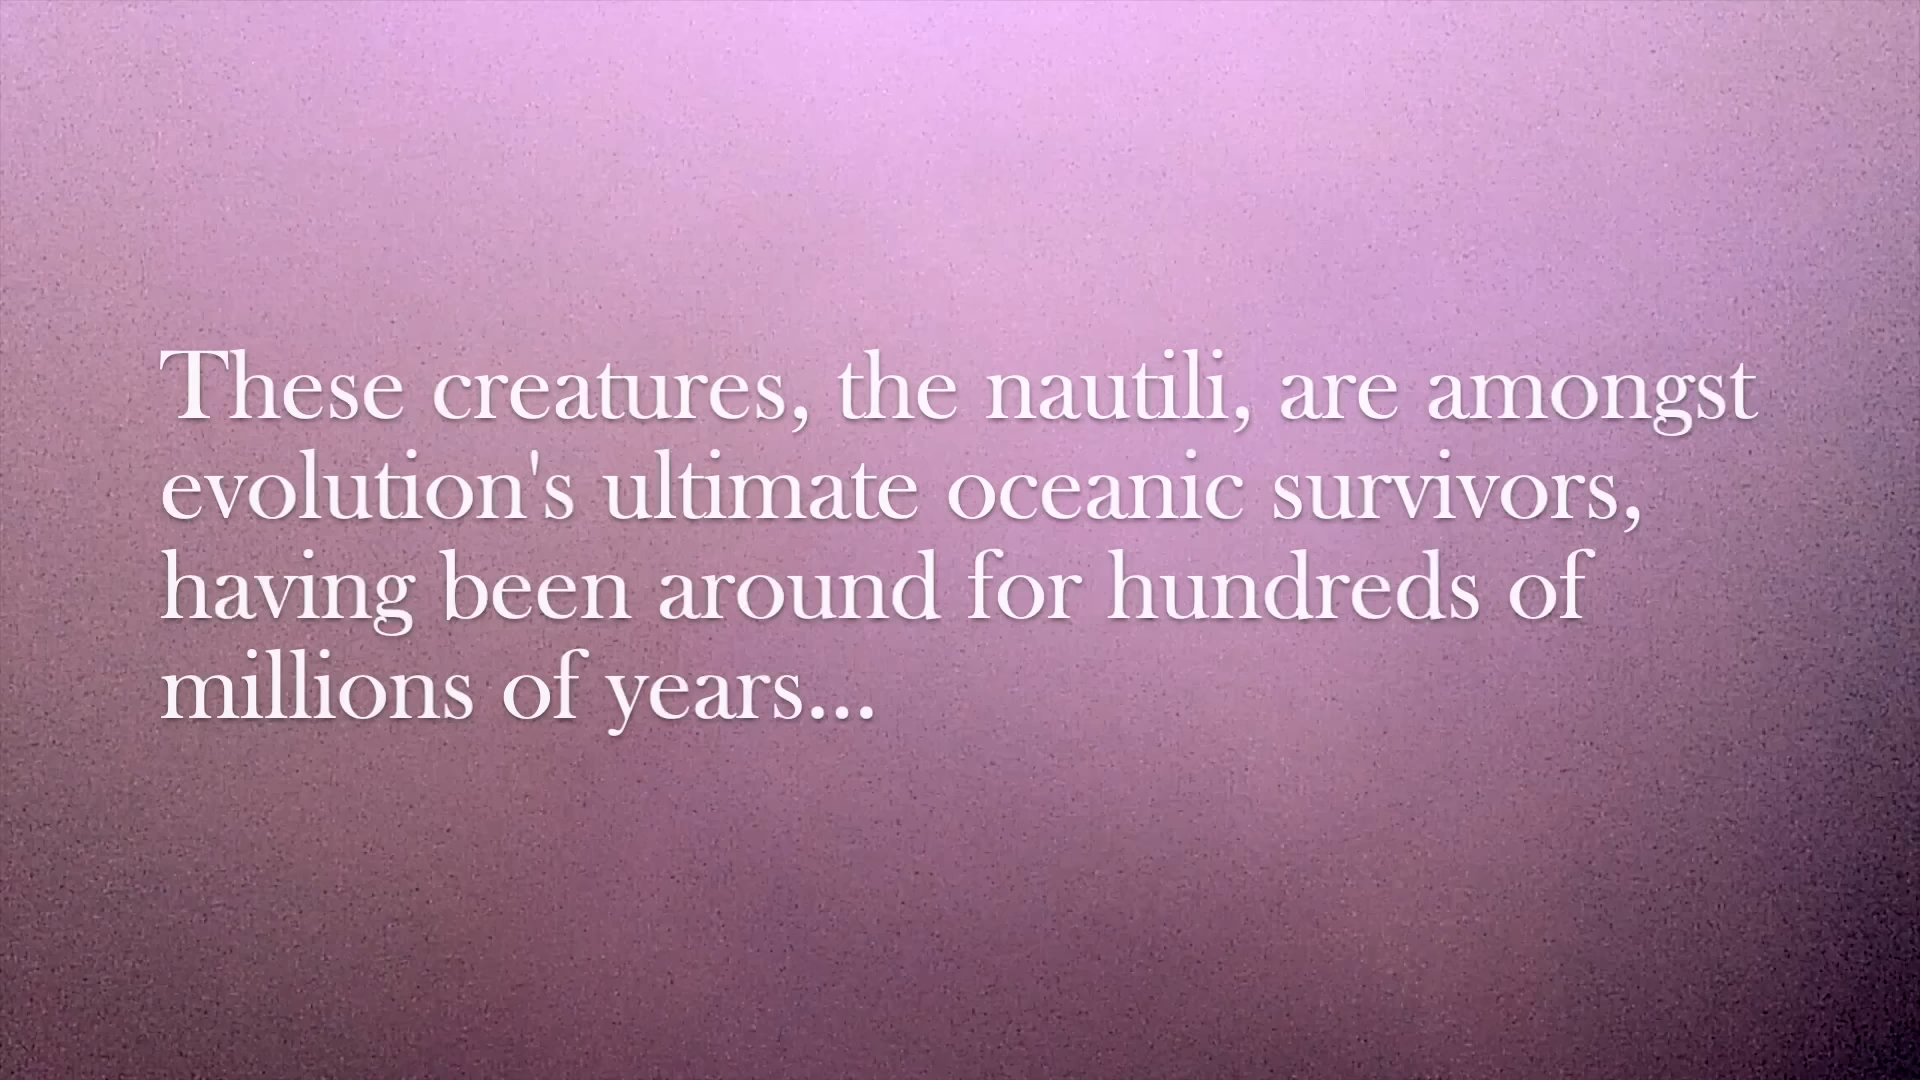 These creatures, the nautili, are amongst
evolution's ultimate oceanic survivors,
having been around for hundreds of
millions of years...